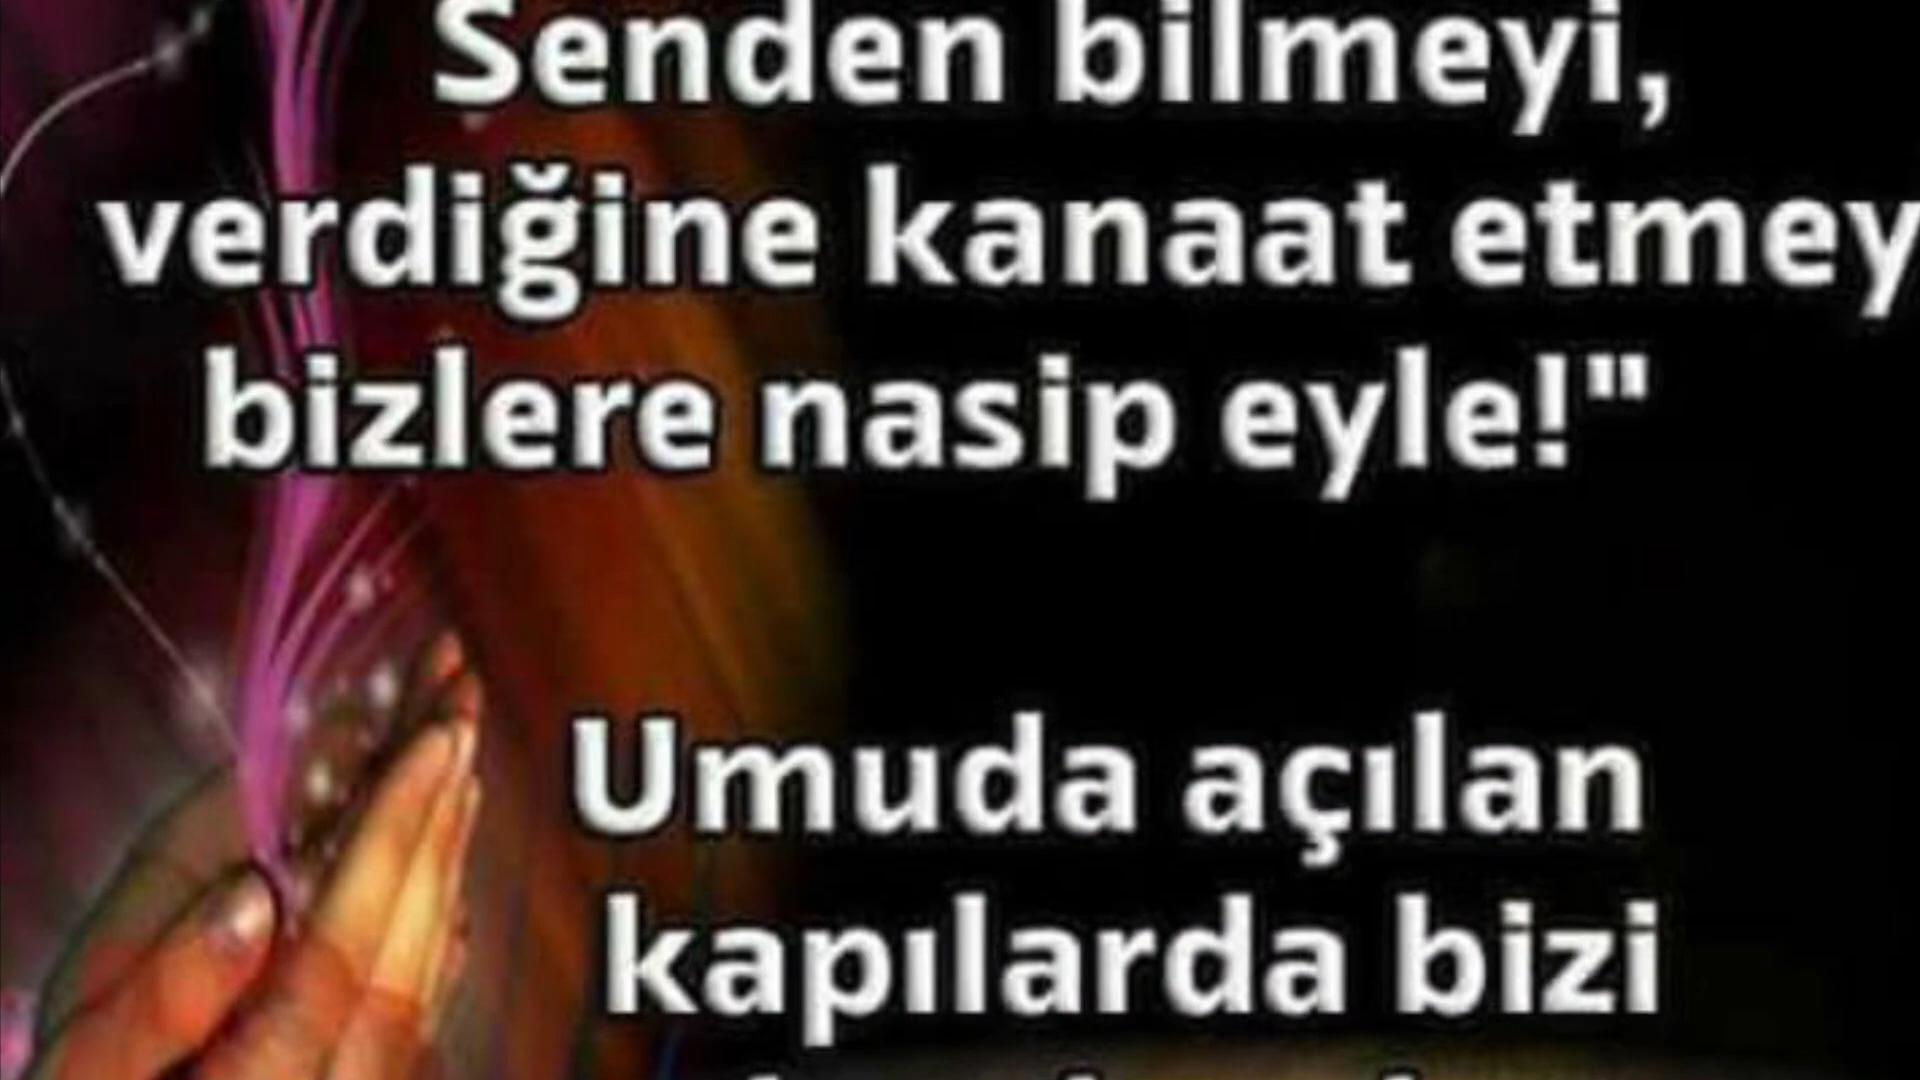 Senden bilmeyi,
verdiğine kanaat etmey
bizlere nasip eyle!"
Umuda açılan
kapılarda bizi